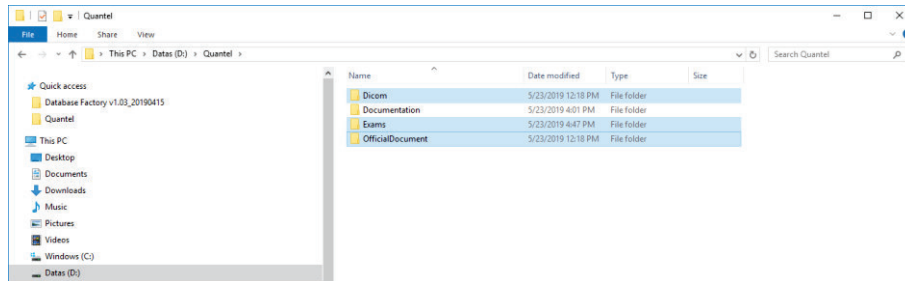 Quantel
File Home Share View
This PC > Datas (D:) > Quantel >
Search Quantel
Name Date modified Type Size
Quick access
Database Factory v1.03_20190415
Quantel
This PC
Desktop
Documents
Downloads
Music
Pictures
Videos
Windows (C:)
Datas (D:)
Dicom 5/23/2019 12:18 PM File folder
Documentation 5/23/2019 4:01 PM File folder
Exams 5/23/2019 4:47 PM File folder
OfficialDocument 5/23/2019 12:18 PM File folder